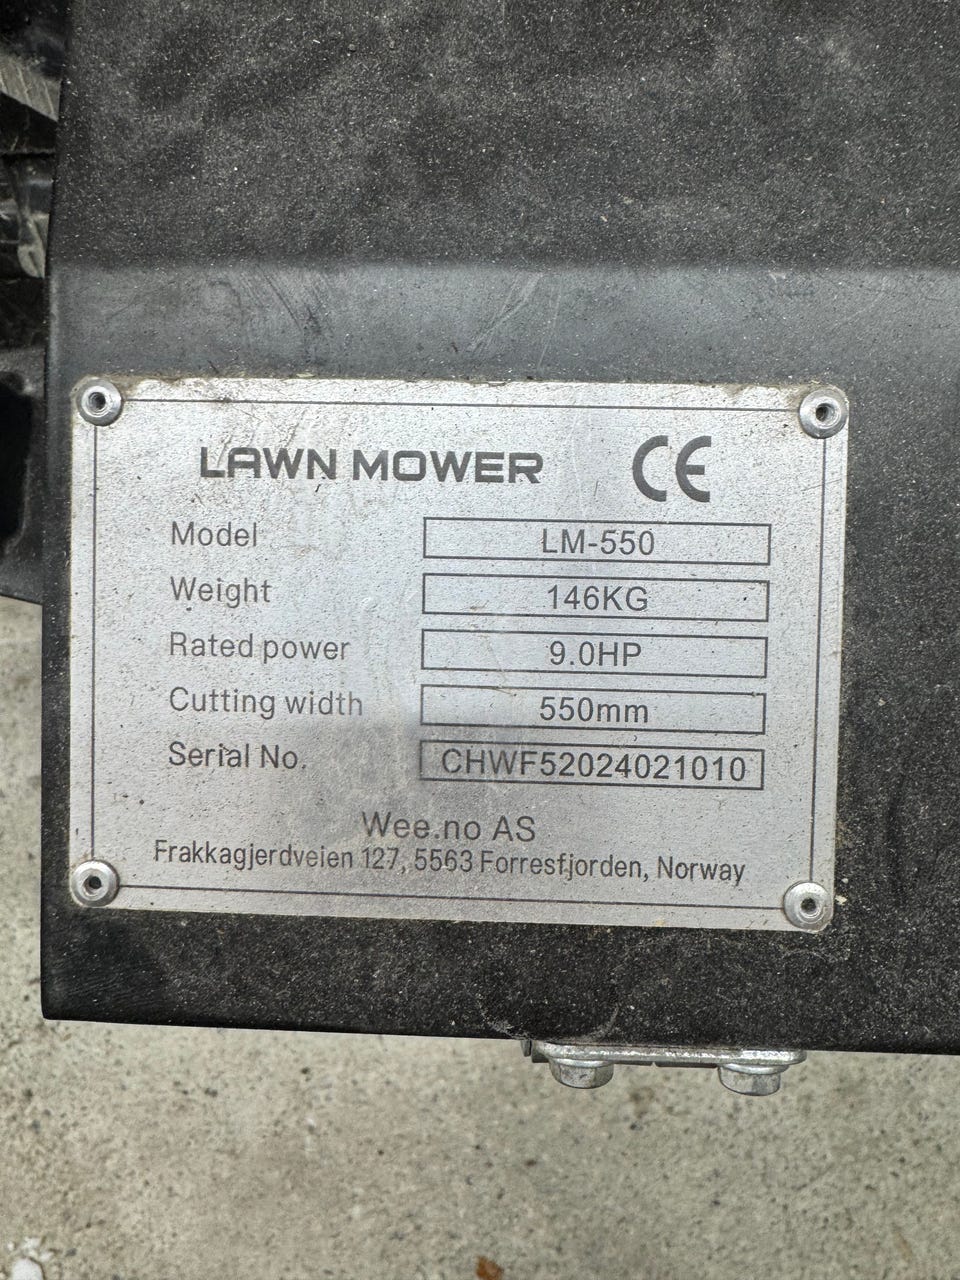 LAWN MOWER CE
Model LM-550
Weight 146KG
Rated power 9.0HP
Cutting width 550mm
Serial No. CHWF52024021010
Wee.no AS
Frakkagjerdveien 127, 5563 Forresfjorden, Norway